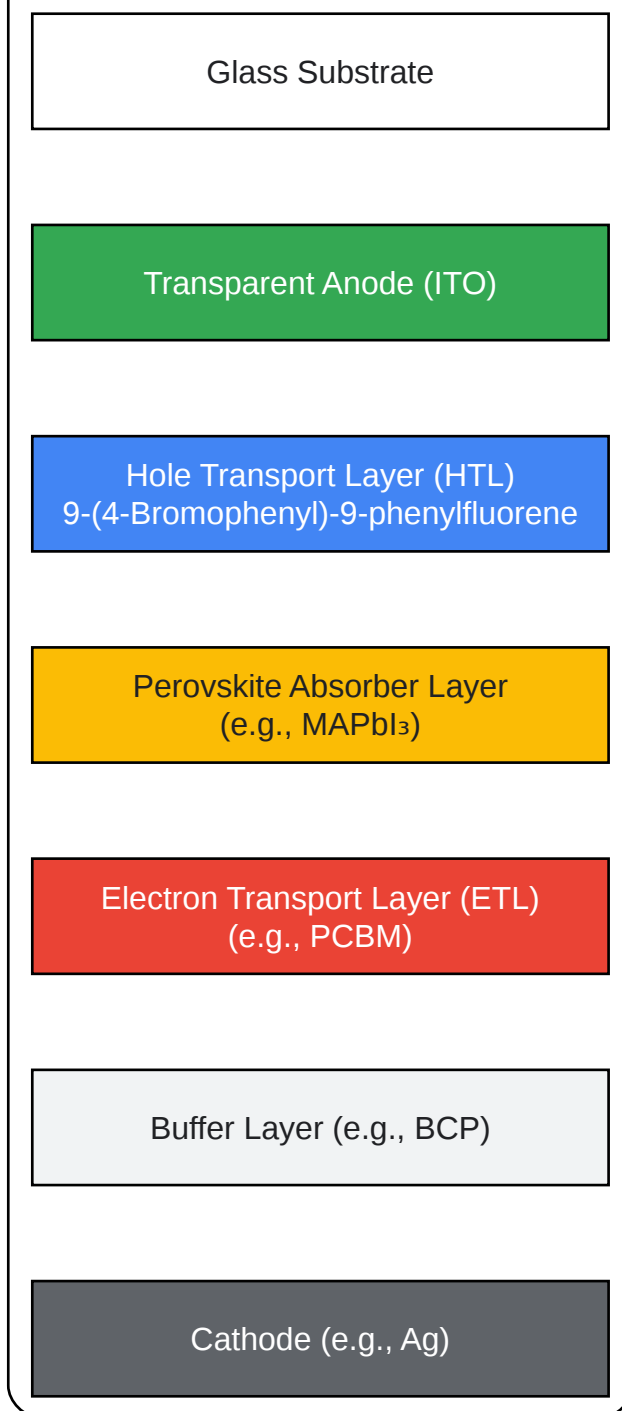 Glass Substrate
Transparent Anode (ITO)
Hole Transport Layer (HTL)
9-(4-Bromophenyl)-9-phenylfluorene
Perovskite Absorber Layer
(e.g., MAPbI₃)
Electron Transport Layer (ETL)
(e.g., PCBM)
Buffer Layer (e.g., BCP)
Cathode (e.g., Ag)